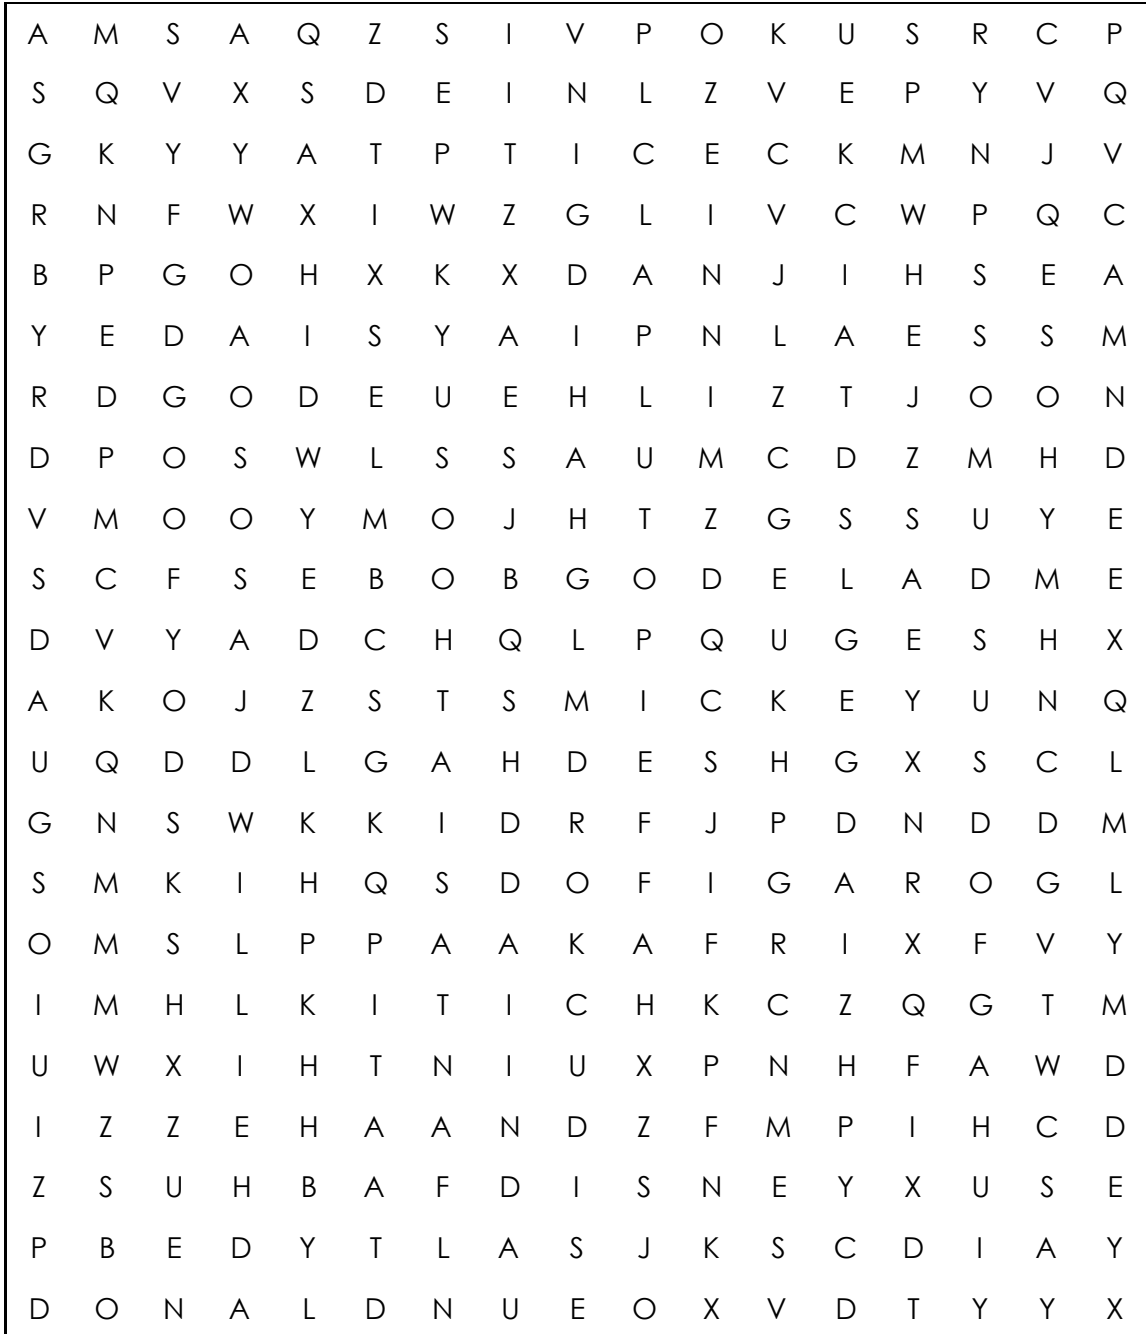 A M S A Q Z S I V P O K U S R C P
S Q V X S D E I N L Z V E P Y V Q
G K Y Y A T P T I C E C K M N J V
R N F W X I W Z G L I V C W P Q C
B P G O H X K X D A N J I H S E A
Y E D A I S Y A I P N L A E S S M
R D G O D E U E H L I Z T J O O N
D P O S W L S S A U M C D Z M H D
V M O O Y M O J H T Z G S S U Y E
S C F S E B O B G O D E L A D M E
D V Y A D C H Q L P Q U G E S H X
A K O J Z S T S M I C K E Y U N Q
U Q D D L G A H D E S H G X S C L
G N S W K K I D R F J P D N D D M
S M K I H Q S D O F I G A R O G L
O M S L P P A A K A F R I X F V Y
I M H L K I T I C H K C Z Q G T M
U W X I H T N I U X P N H F A W D
I Z Z E H A A N D Z F M P I H C D
Z S U H B A F D I S N E Y X U S E
P B E D Y T L A S J K S C D I A Y
D O N A L D N U E O X V D T Y Y X